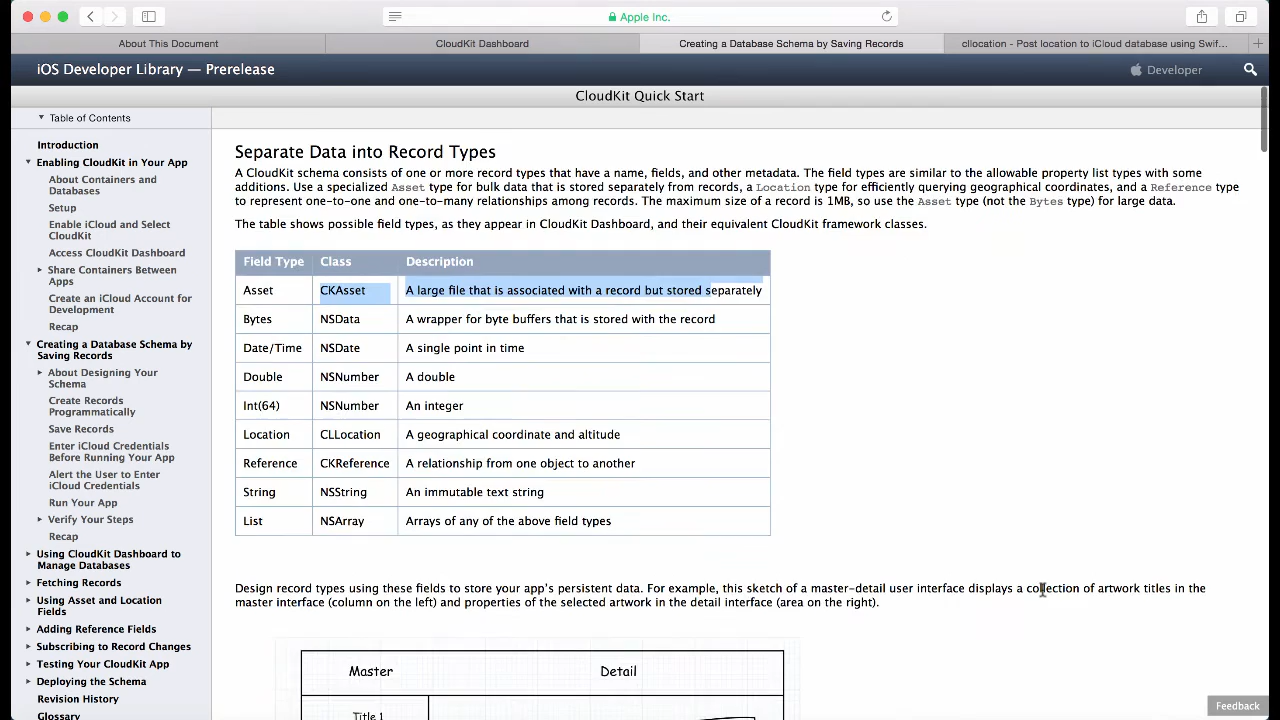 Apple Inc.
About This Document
CloudKit Dashboard
Creating a Database Schema by Saving Records
cllocation - Post location to iCloud database using Swif...
iOS Developer Library — Prerelease
Developer
CloudKit Quick Start
Table of Contents
Introduction
Enabling CloudKit in Your App
About Containers and
Databases
Setup
Enable iCloud and Select
CloudKit
Access CloudKit Dashboard
Share Containers Between
Apps
Create an iCloud Account for
Development
Recap
Creating a Database Schema by
Saving Records
About Designing Your
Schema
Create Records
Programmatically
Save Records
Enter iCloud Credentials
Before Running Your App
Alert the User to Enter
iCloud Credentials
Run Your App
Verify Your Steps
Recap
Using CloudKit Dashboard to
Manage Databases
Fetching Records
Using Asset and Location
Fields
Adding Reference Fields
Subscribing to Record Changes
Testing Your CloudKit App
Deploying the Schema
Revision History
Glossary
Separate Data into Record Types
A CloudKit schema consists of one or more record types that have a name, fields, and other metadata. The field types are similar to the allowable property list types with some
additions. Use a specialized Asset type for bulk data that is stored separately from records, a Location type for efficiently querying geographical coordinates, and a Reference type
to represent one-to-one and one-to-many relationships among records. The maximum size of a record is 1MB, so use the Asset type (not the Bytes type) for large data.
The table shows possible field types, as they appear in CloudKit Dashboard, and their equivalent CloudKit framework classes.
Field Type Class Description
Asset CKAsset A large file that is associated with a record but stored separately
Bytes NSData A wrapper for byte buffers that is stored with the record
Date/Time NSDate A single point in time
Double NSNumber A double
Int(64) NSNumber An integer
Location CLLocation A geographical coordinate and altitude
Reference CKReference A relationship from one object to another
String NSString An immutable text string
List NSArray Arrays of any of the above field types
Design record types using these fields to store your app's persistent data. For example, this sketch of a master-detail user interface displays a collection of artwork titles in the
master interface (column on the left) and properties of the selected artwork in the detail interface (area on the right).
Master Detail
Title 1
Feedback